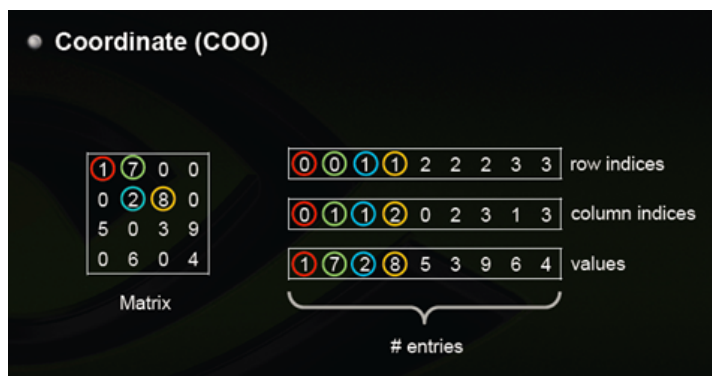 Coordinate (COO)
1 7 0 0
0 2 8 0
5 0 3 9
0 6 0 4
Matrix
0 0 1 1 2 2 2 3 3 row indices
0 1 1 2 0 2 3 1 3 column indices
1 7 2 8 5 3 9 6 4 values
# entries